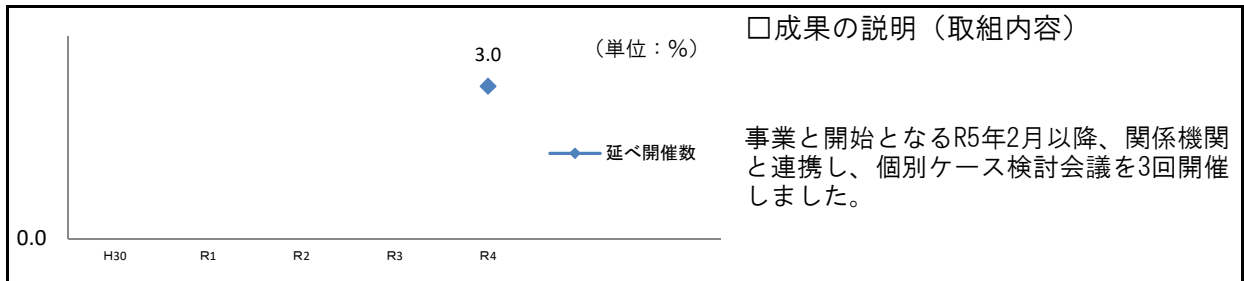 3.0
（単位：％）
延べ開催数
0.0
H30 R1 R2 R3 R4
□成果の説明（取組内容）
事業と開始となるR5年2月以降、関係機関
と連携し、個別ケース検討会議を3回開催
しました。